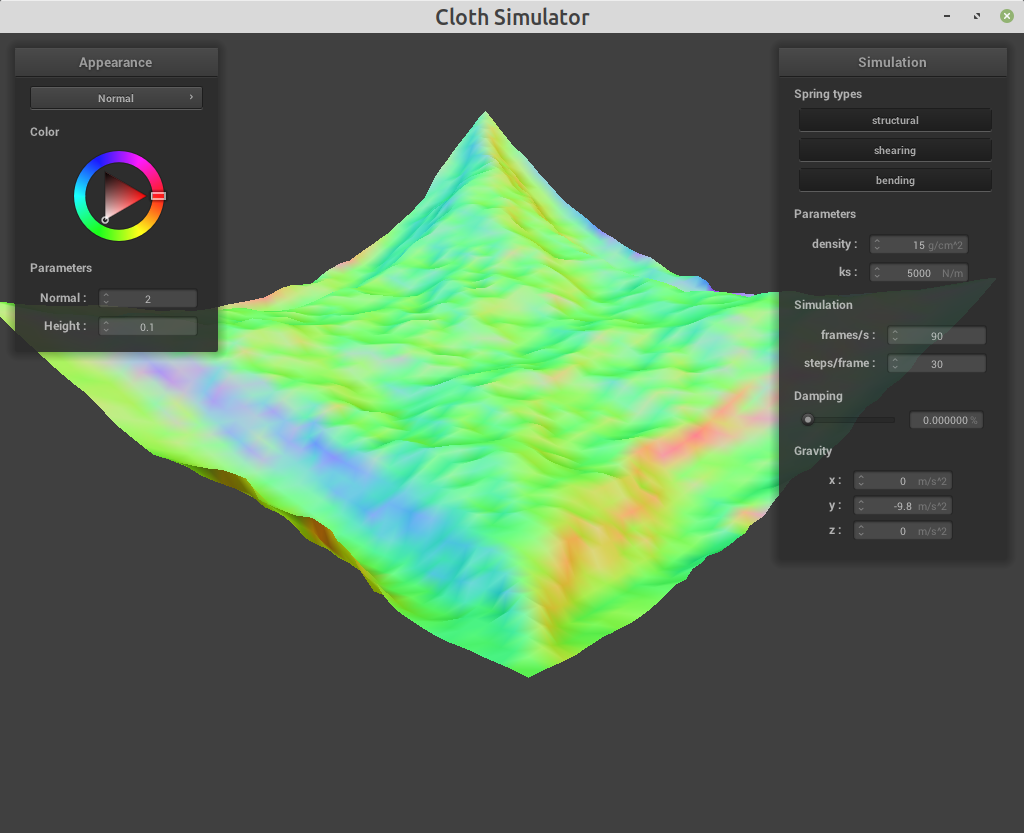 Cloth Simulator
Appearance
Normal
Color
Parameters
Normal : 2
Height : 0.1
Simulation
Spring types
structural
shearing
bending
Parameters
density : 15 g/cm^2
ks : 5000 N/m
Simulation
frames/s : 90
steps/frame : 30
Damping
0.000000 %
Gravity
x : 0 m/s^2
y : -9.8 m/s^2
z : 0 m/s^2